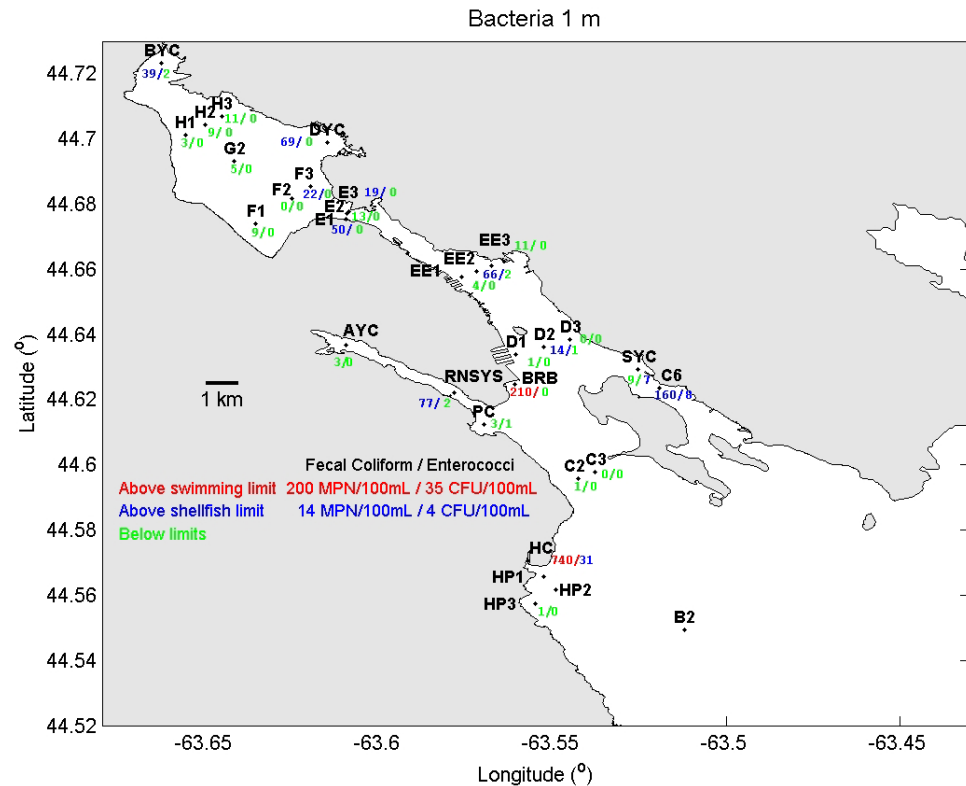 Bacteria 1 m
44.72
44.7
44.68
44.66
44.64
44.62
44.6
44.58
44.56
44.54
44.52
Latitude (o)
BYC
39/2
H3
11/ 0
H2
9/ 0
H1
3/0
DYC
69/ 0
G2
5/0
F3
22/0
F2
0/0
F1
9/0
E3
19/ 0
E2
13/0
E1
50/ 0
EE3
11/ 0
EE2
66/2
EE1
4/0
D3
0/0
D2
14/1
D1
1/0
AYC
3/0
SYC
9/ 7
C6
160/8
RNSYS
77/ 2
BRB
210/ 0
PC
3/1
1 km
C3
0/0
C2
1/0
Fecal Coliform / Enterococci
Above swimming limit 200 MPN/100mL / 35 CFU/100mL
Above shellfish limit 14 MPN/100mL / 4 CFU/100mL
Below limits
HC
740/31
HP1
HP2
HP3
1/0
B2
-63.65
-63.6
-63.55
-63.5
-63.45
Longitude (o)